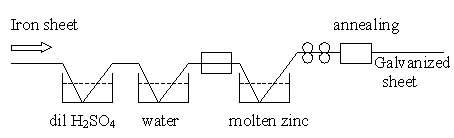 Iron sheet
annealing
Galvanized
sheet
dil H₂SO₄
water
molten zinc